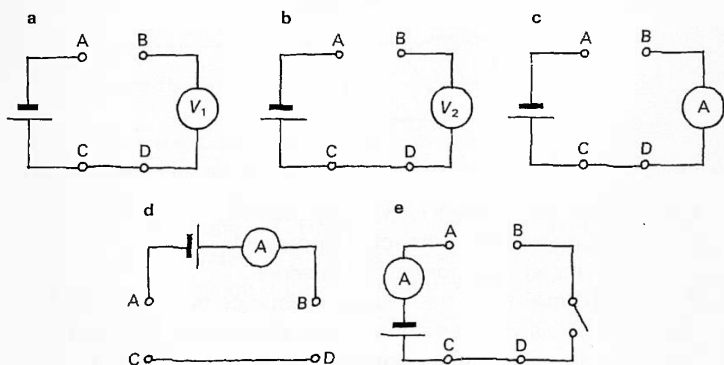 a b c
A B A B A B
V₁ V₂ A
C D C D C D
d e
A A B
A B A
C D C D